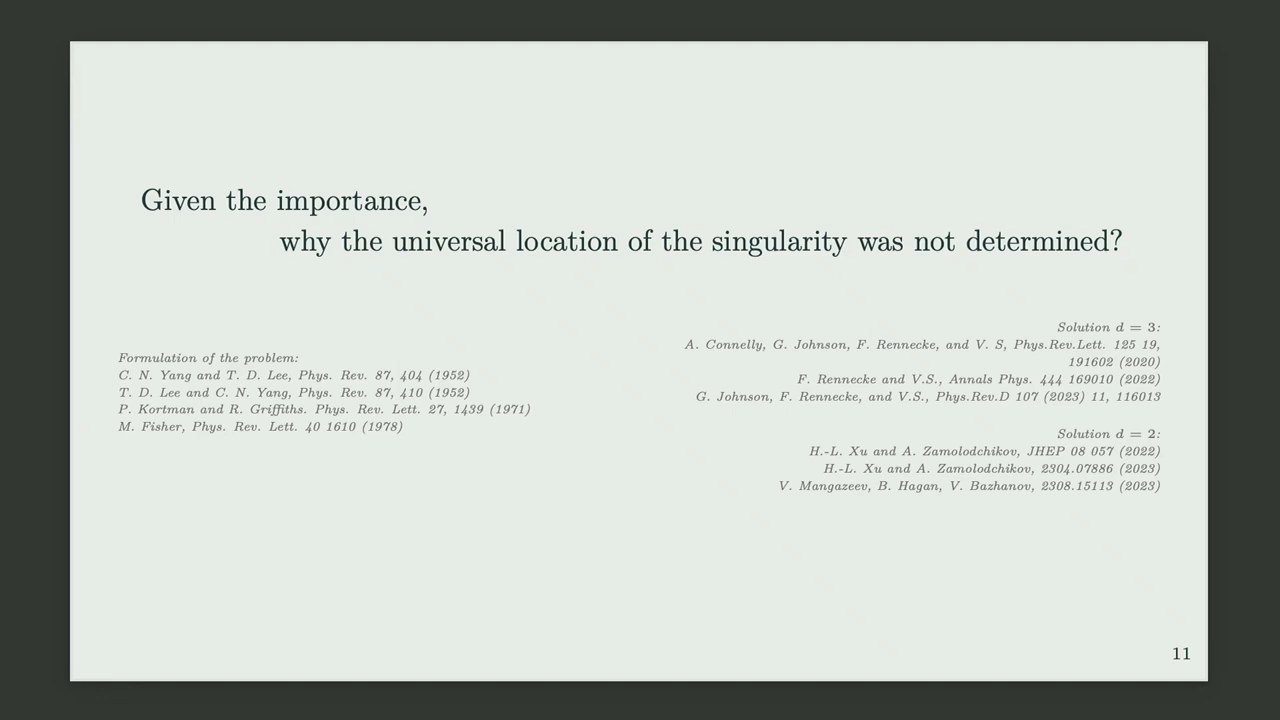 Given the importance,
why the universal location of the singularity was not determined?
Formulation of the problem:
C. N. Yang and T. D. Lee, Phys. Rev. 87, 404 (1952)
T. D. Lee and C. N. Yang, Phys. Rev. 87, 410 (1952)
P. Kortman and R. Griffiths. Phys. Rev. Lett. 27, 1439 (1971)
M. Fisher, Phys. Rev. Lett. 40 1610 (1978)
Solution d = 3:
A. Connelly, G. Johnson, F. Rennecke, and V. S, Phys.Rev.Lett. 125 19,
191602 (2020)
F. Rennecke and V.S., Annals Phys. 444 169010 (2022)
G. Johnson, F. Rennecke, and V.S., Phys.Rev.D 107 (2023) 11, 116013
Solution d = 2:
H.-L. Xu and A. Zamolodchikov, JHEP 08 057 (2022)
H.-L. Xu and A. Zamolodchikov, 2304.07886 (2023)
V. Mangazeev, B. Hagan, V. Bazhanov, 2308.15113 (2023)
11